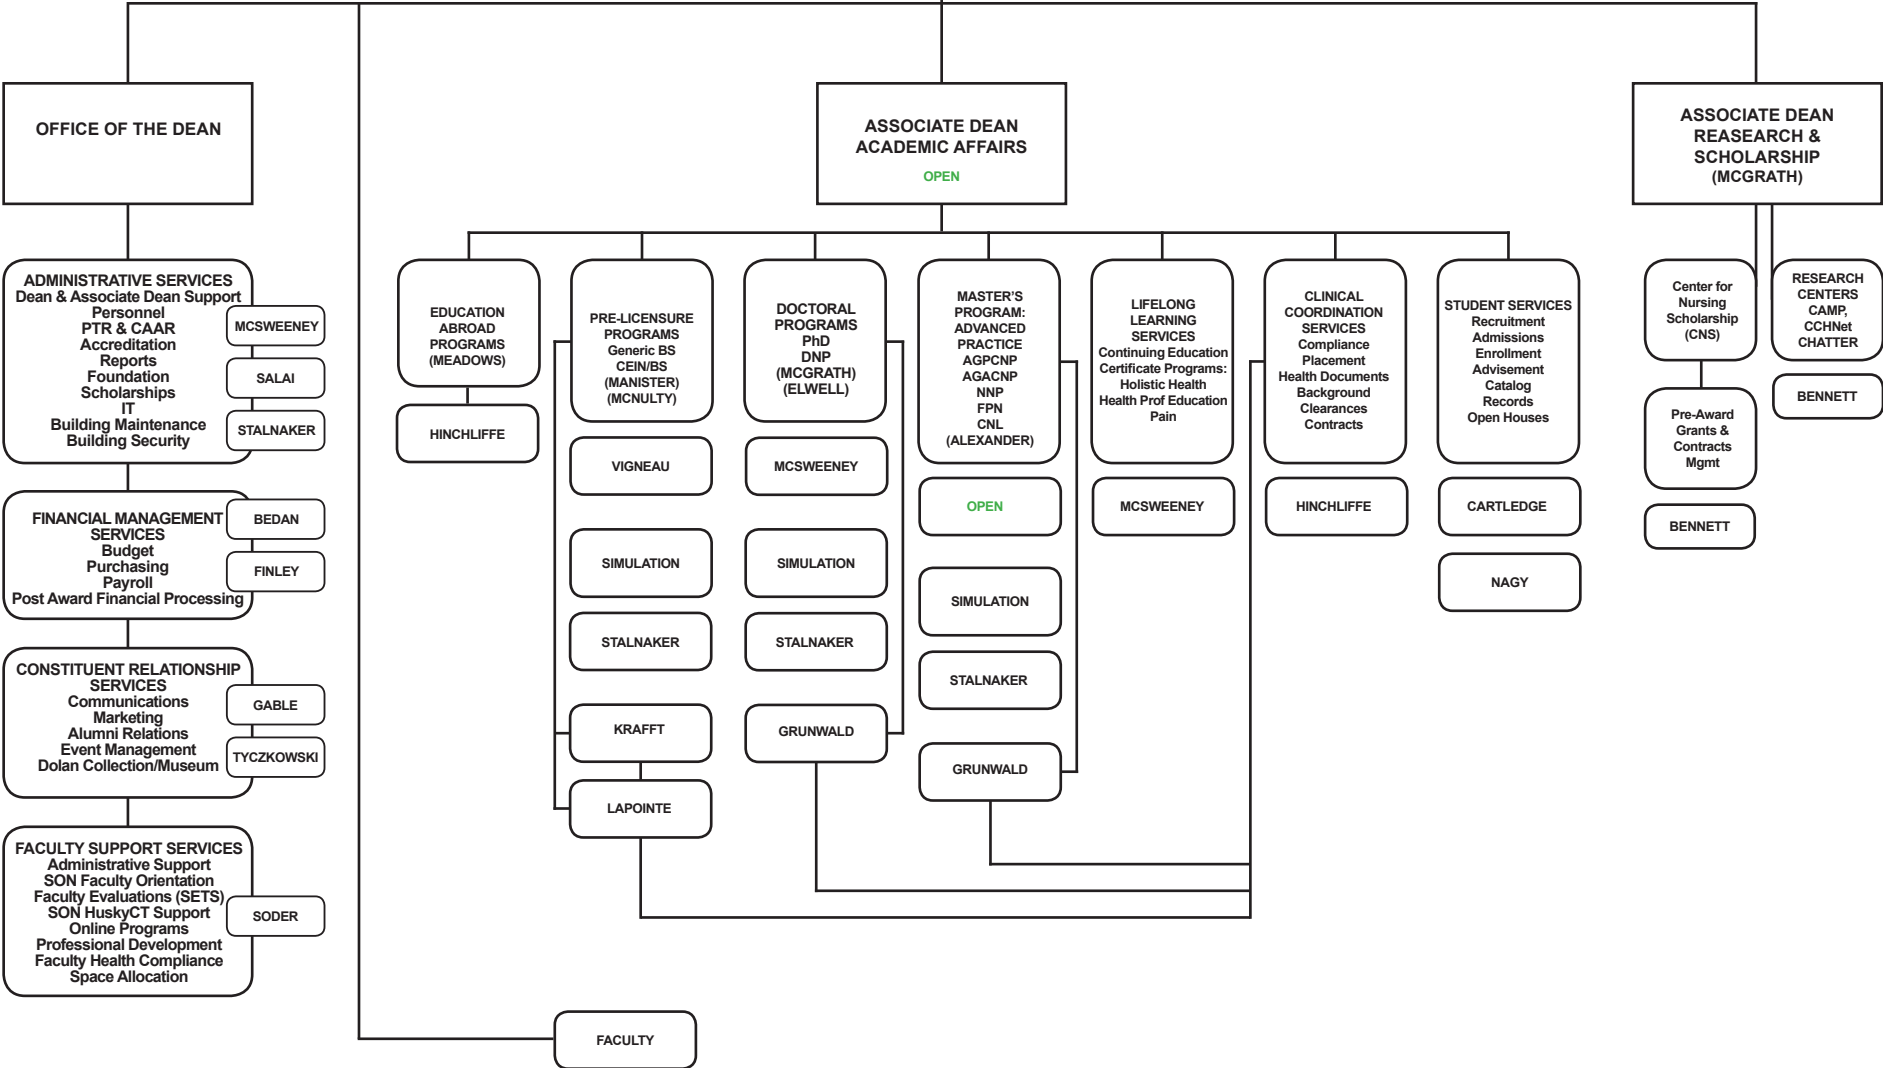 OFFICE OF THE DEAN
ASSOCIATE DEAN
ACADEMIC AFFAIRS
OPEN
ASSOCIATE DEAN
REASEARCH &
SCHOLARSHIP
(MCGRATH)
ADMINISTRATIVE SERVICES
Dean & Associate Dean Support
Personnel
PTR & CAAR
Accreditation
Reports
Foundation
Scholarships
IT
Building Maintenance
Building Security
MCSWEENEY
SALAI
STALNAKER
FINANCIAL MANAGEMENT
SERVICES
Budget
Purchasing
Payroll
Post Award Financial Processing
BEDAN
FINLEY
CONSTITUENT RELATIONSHIP
SERVICES
Communications
Marketing
Alumni Relations
Event Management
Dolan Collection/Museum
GABLE
TYCZKOWSKI
FACULTY SUPPORT SERVICES
Administrative Support
SON Faculty Orientation
Faculty Evaluations (SETS)
SON HuskyCT Support
Online Programs
Professional Development
Faculty Health Compliance
Space Allocation
SODER
EDUCATION
ABROAD
PROGRAMS
(MEADOWS)
HINCHLIFFE
PRE-LICENSURE
PROGRAMS
Generic BS
CEIN/BS
(MANISTER)
(MCNULTY)
VIGNEAU
SIMULATION
STALNAKER
KRAFFT
LAPOINTE
DOCTORAL
PROGRAMS
PhD
DNP
(MCGRATH)
(ELWELL)
MCSWEENEY
SIMULATION
STALNAKER
GRUNWALD
MASTER'S
PROGRAM:
ADVANCED
PRACTICE
AGPCNP
AGACNP
NNP
FPN
CNL
(ALEXANDER)
OPEN
SIMULATION
STALNAKER
GRUNWALD
LIFELONG
LEARNING
SERVICES
Continuing Education
Certificate Programs:
Holistic Health
Health Prof Education
Pain
MCSWEENEY
CLINICAL
COORDINATION
SERVICES
Compliance
Placement
Health Documents
Background
Clearances
Contracts
HINCHLIFFE
STUDENT SERVICES
Recruitment
Admissions
Enrollment
Advisement
Catalog
Records
Open Houses
CARTLEDGE
NAGY
Center for
Nursing
Scholarship
(CNS)
Pre-Award
Grants &
Contracts
Mgmt
BENNETT
RESEARCH
CENTERS
CAMP,
CCHNet
CHATTER
BENNETT
FACULTY